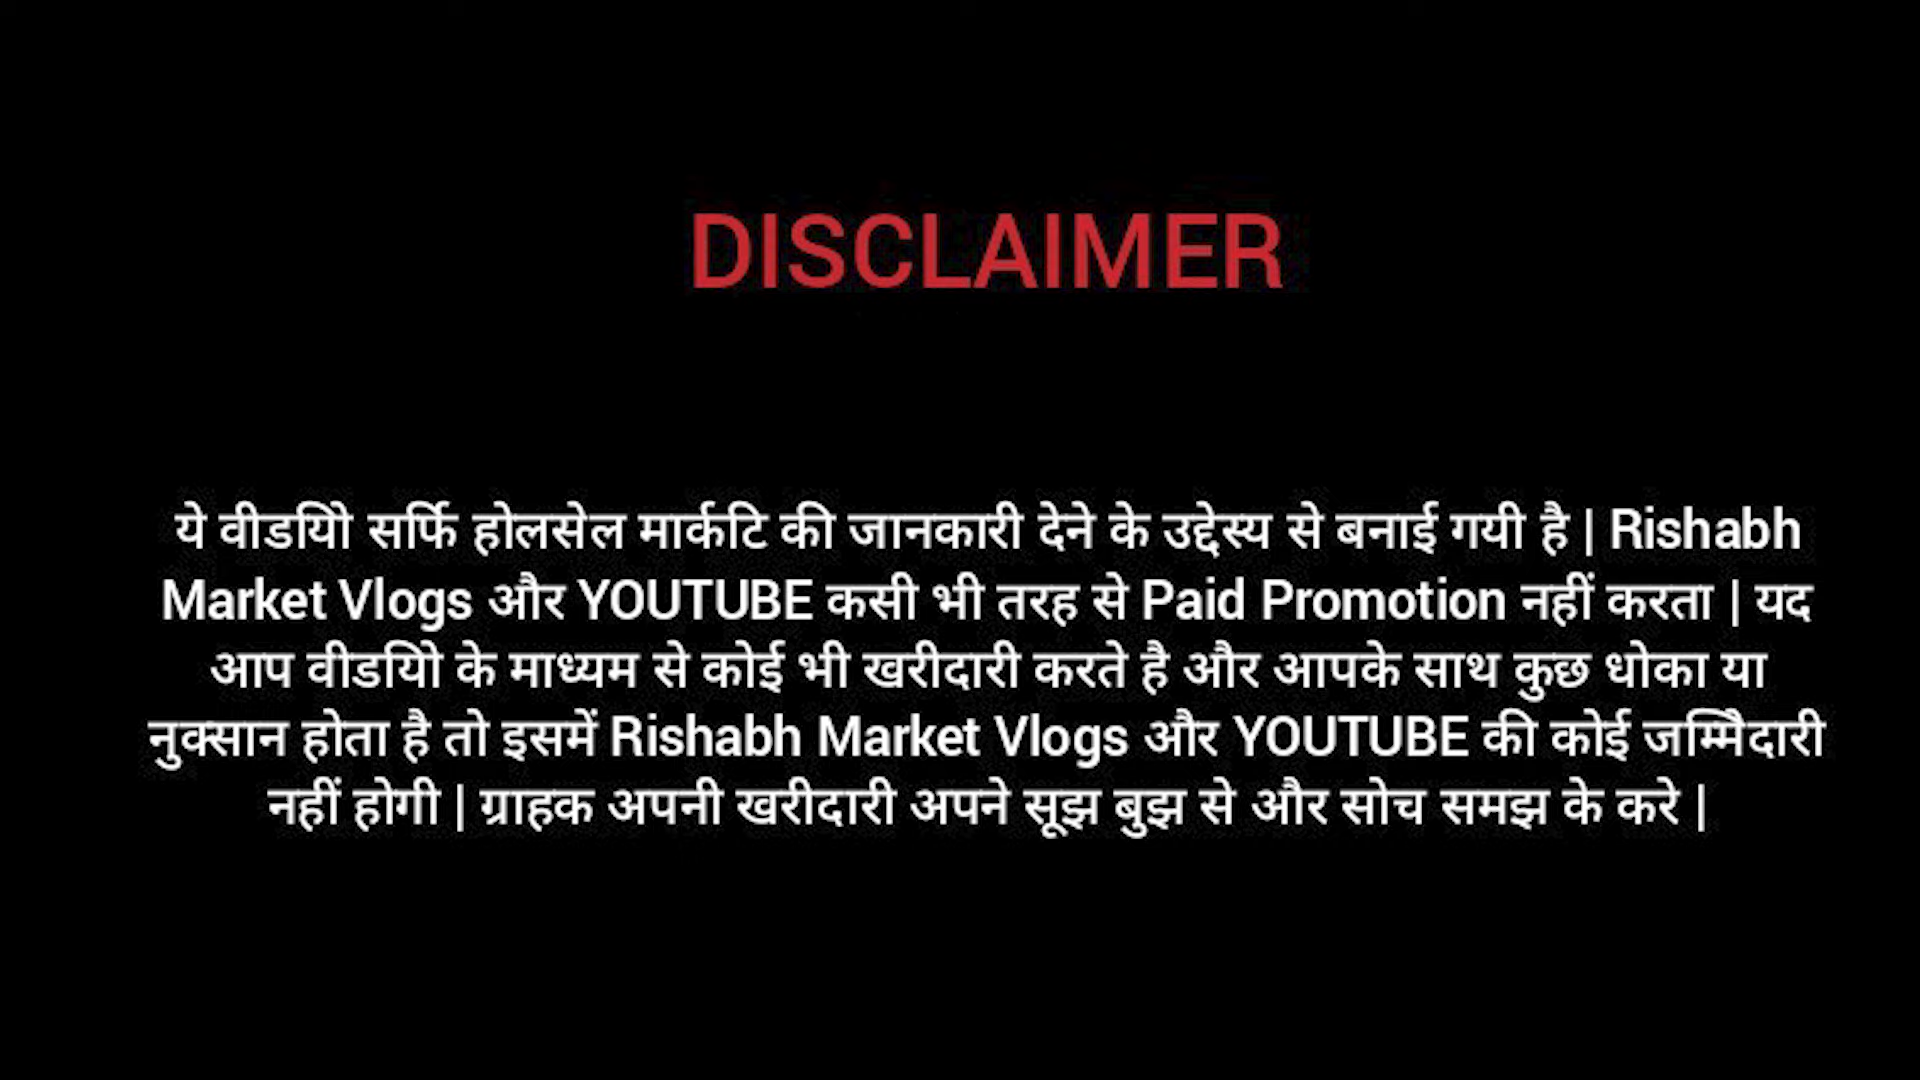 DISCLAIMER
ये वीडयिो सर्फि होलसेल मार्कटि की जानकारी देने के उद्देस्य से बनाई गयी है | Rishabh
Market Vlogs और YOUTUBE कसी भी तरह से Paid Promotion नहीं करता | यद
आप वीडयिो के माध्यम से कोई भी खरीदारी करते है और आपके साथ कुछ धोका या
नुक्सान होता है तो इसमें Rishabh Market Vlogs और YOUTUBE की कोई जम्मिेदारी
नहीं होगी | ग्राहक अपनी खरीदारी अपने सूझ बुझ से और सोच समझ के करे |